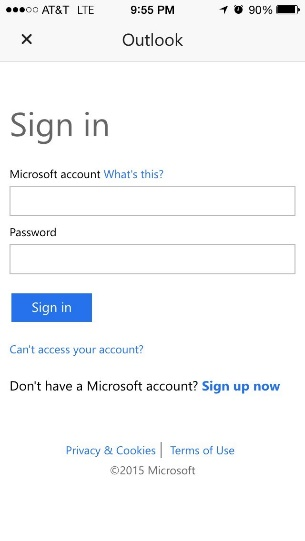 AT&T LTE 9:55 PM 90%
Outlook
Sign in
Microsoft account What's this?
Password
Sign in
Can't access your account?
Don't have a Microsoft account? Sign up now
Privacy & Cookies | Terms of Use
©2015 Microsoft